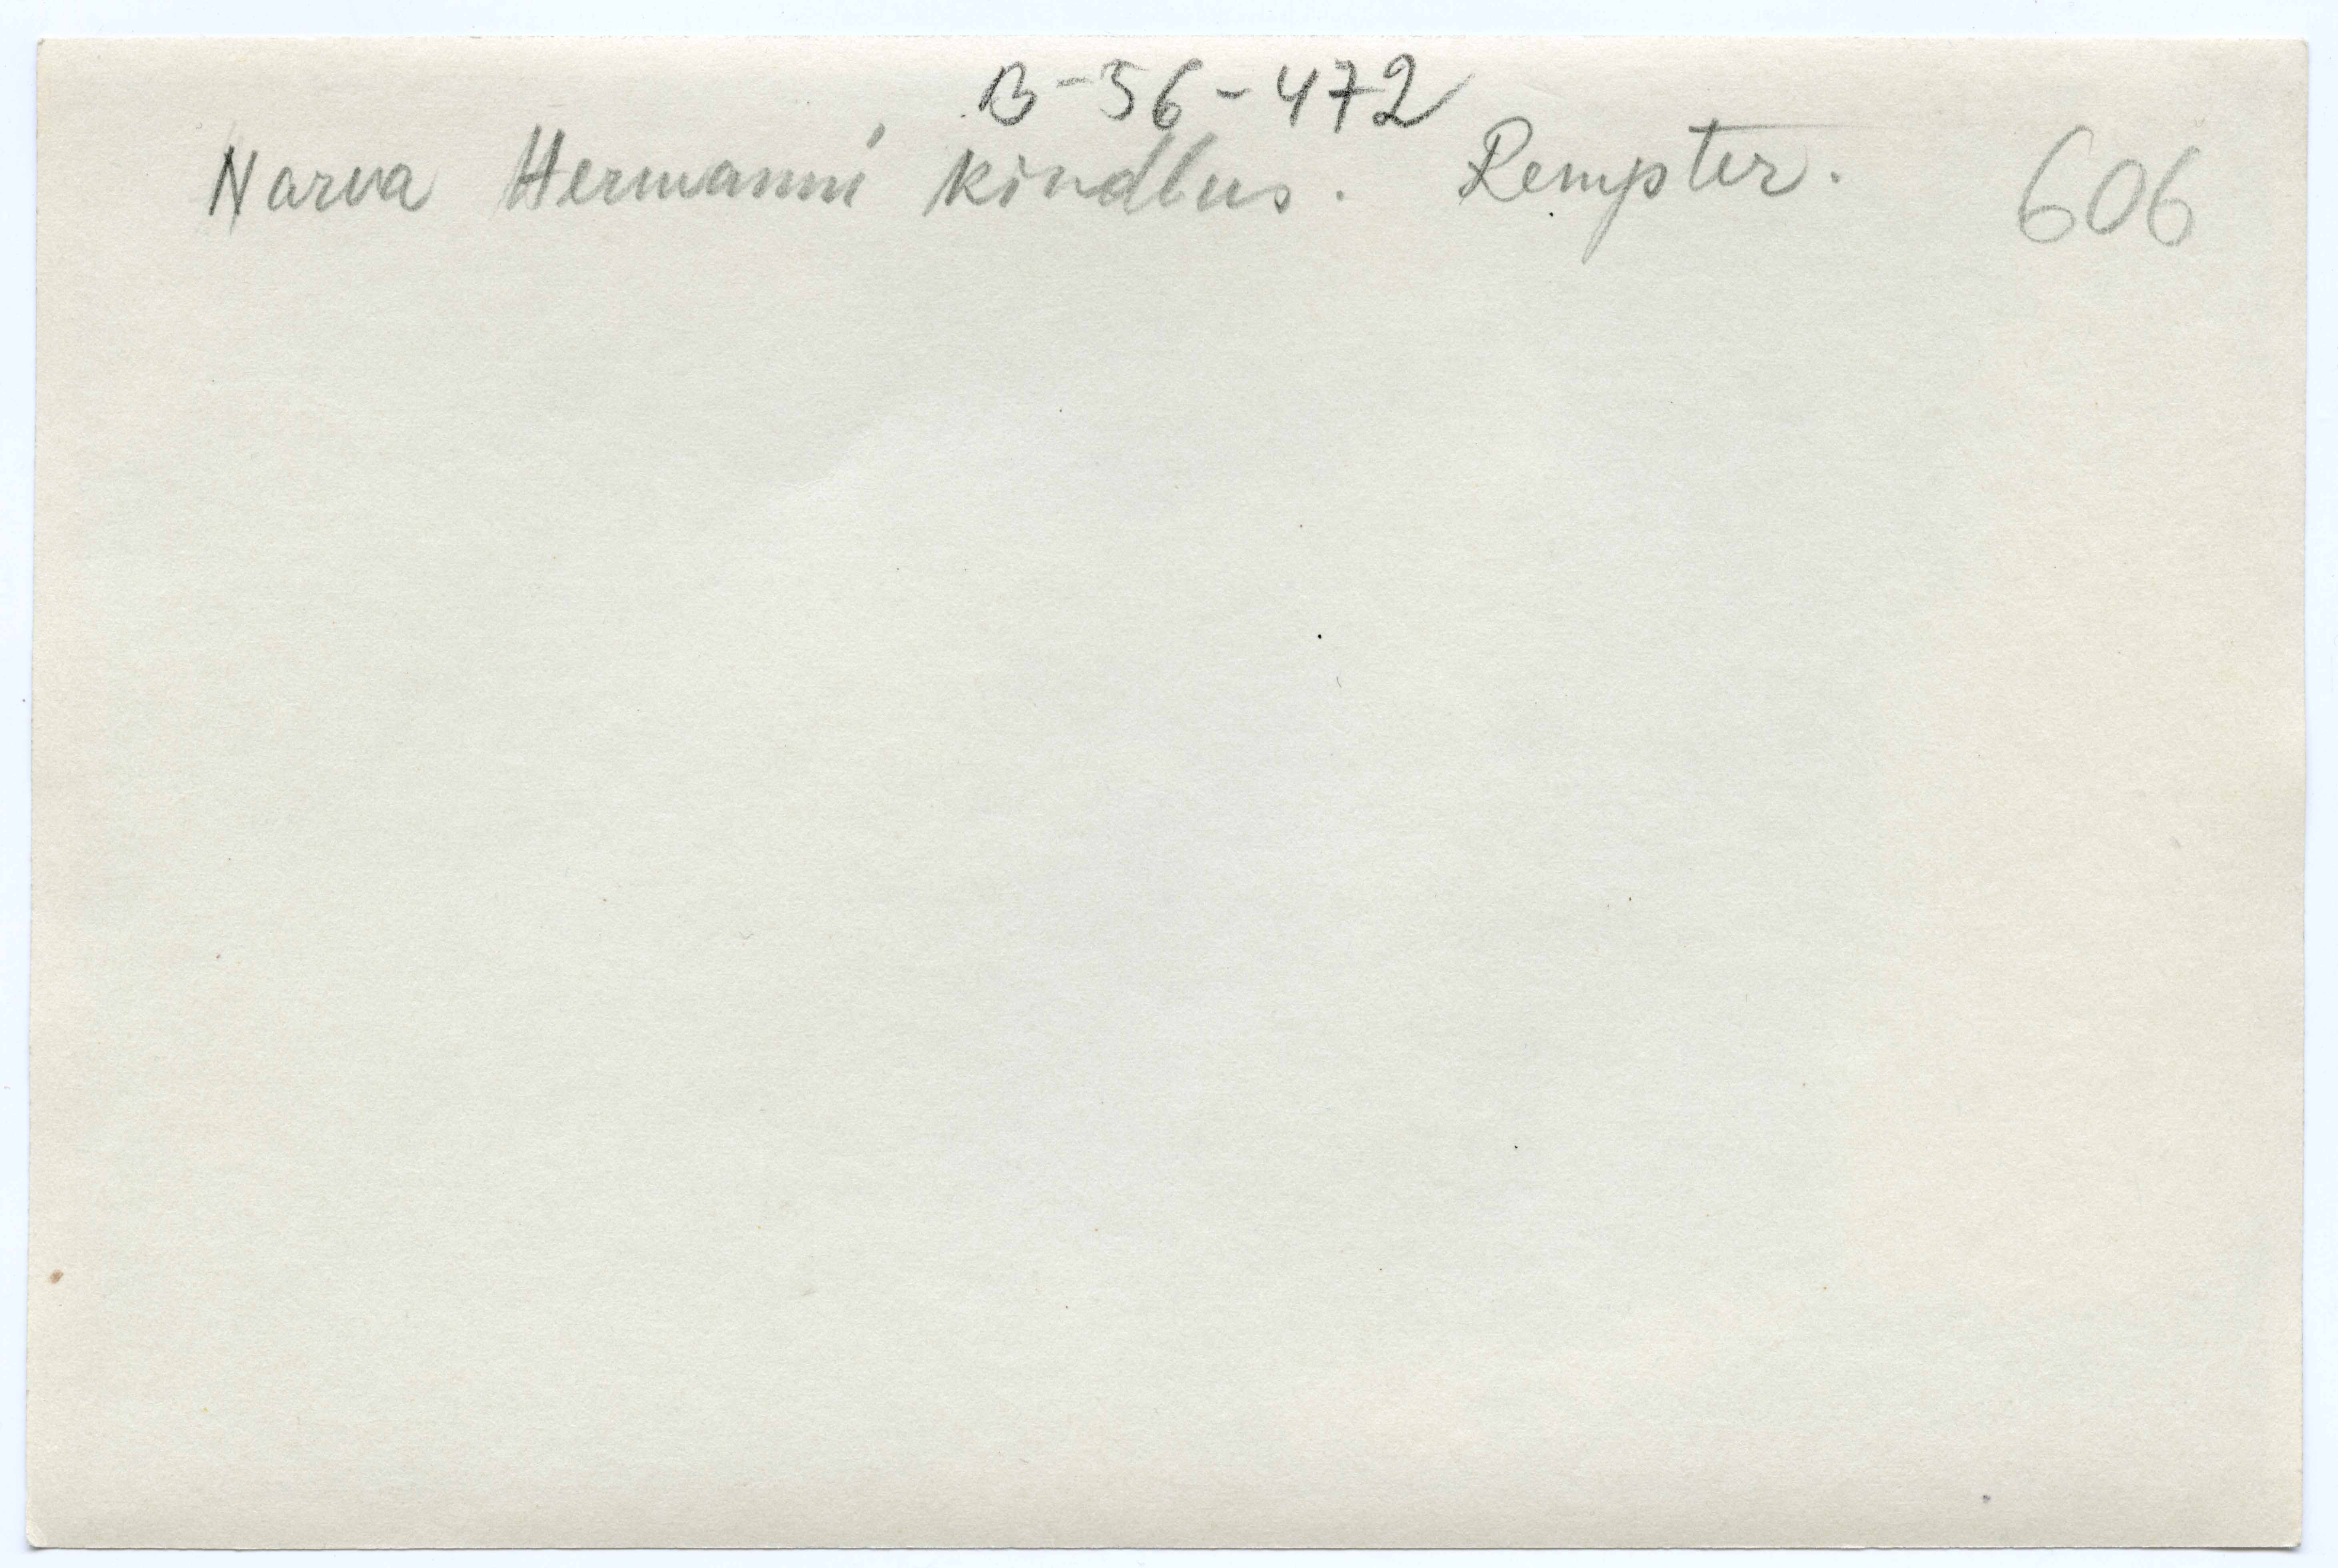 B-56-472
Narva Hermanni kindlus. Rempter. 606